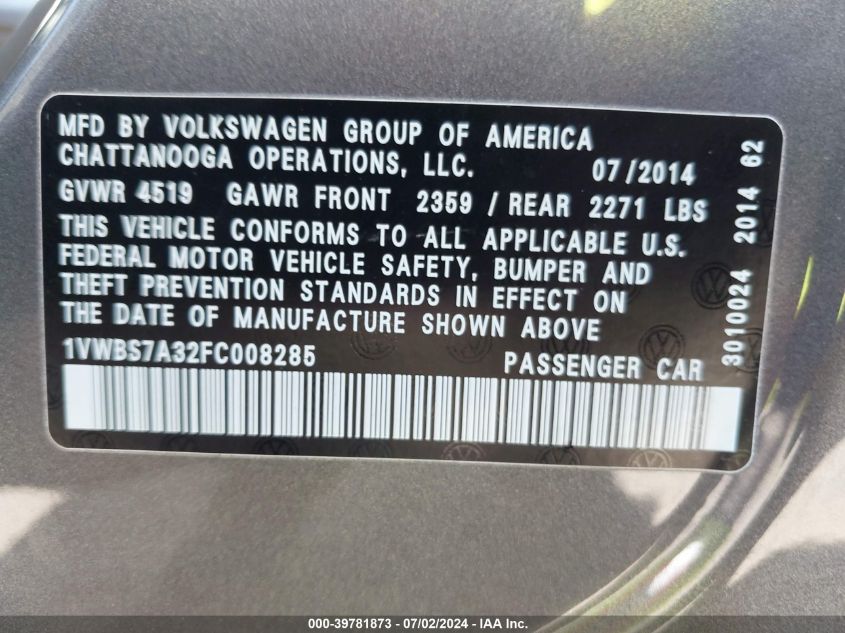 MFD BY VOLKSWAGEN GROUP OF AMERICA
CHATTANOOGA OPERATIONS, LLC. 07/2014
GVWR 4519 GAWR FRONT 2359 / REAR 2271 LBS
THIS VEHICLE CONFORMS TO ALL APPLICABLE U.S.
FEDERAL MOTOR VEHICLE SAFETY, BUMPER AND
THEFT PREVENTION STANDARDS IN EFFECT ON
THE DATE OF MANUFACTURE SHOWN ABOVE
1VWBS7A32FC008285 PASSENGER CAR
3010024 2014 62
000-39781873 - 07/02/2024 - IAA Inc.